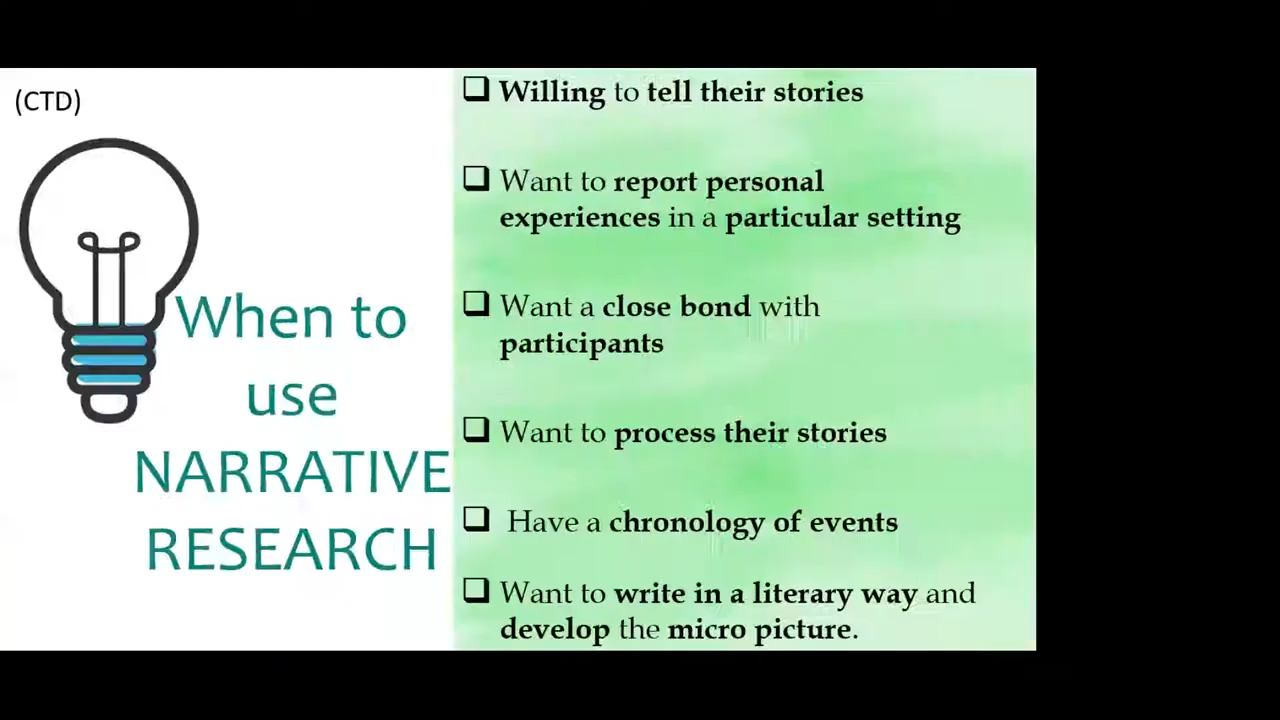 (CTD)
When to
use
NARRATIVE
RESEARCH
Willing to tell their stories
Want to report personal
experiences in a particular setting
Want a close bond with
participants
Want to process their stories
Have a chronology of events
Want to write in a literary way and
develop the micro picture.